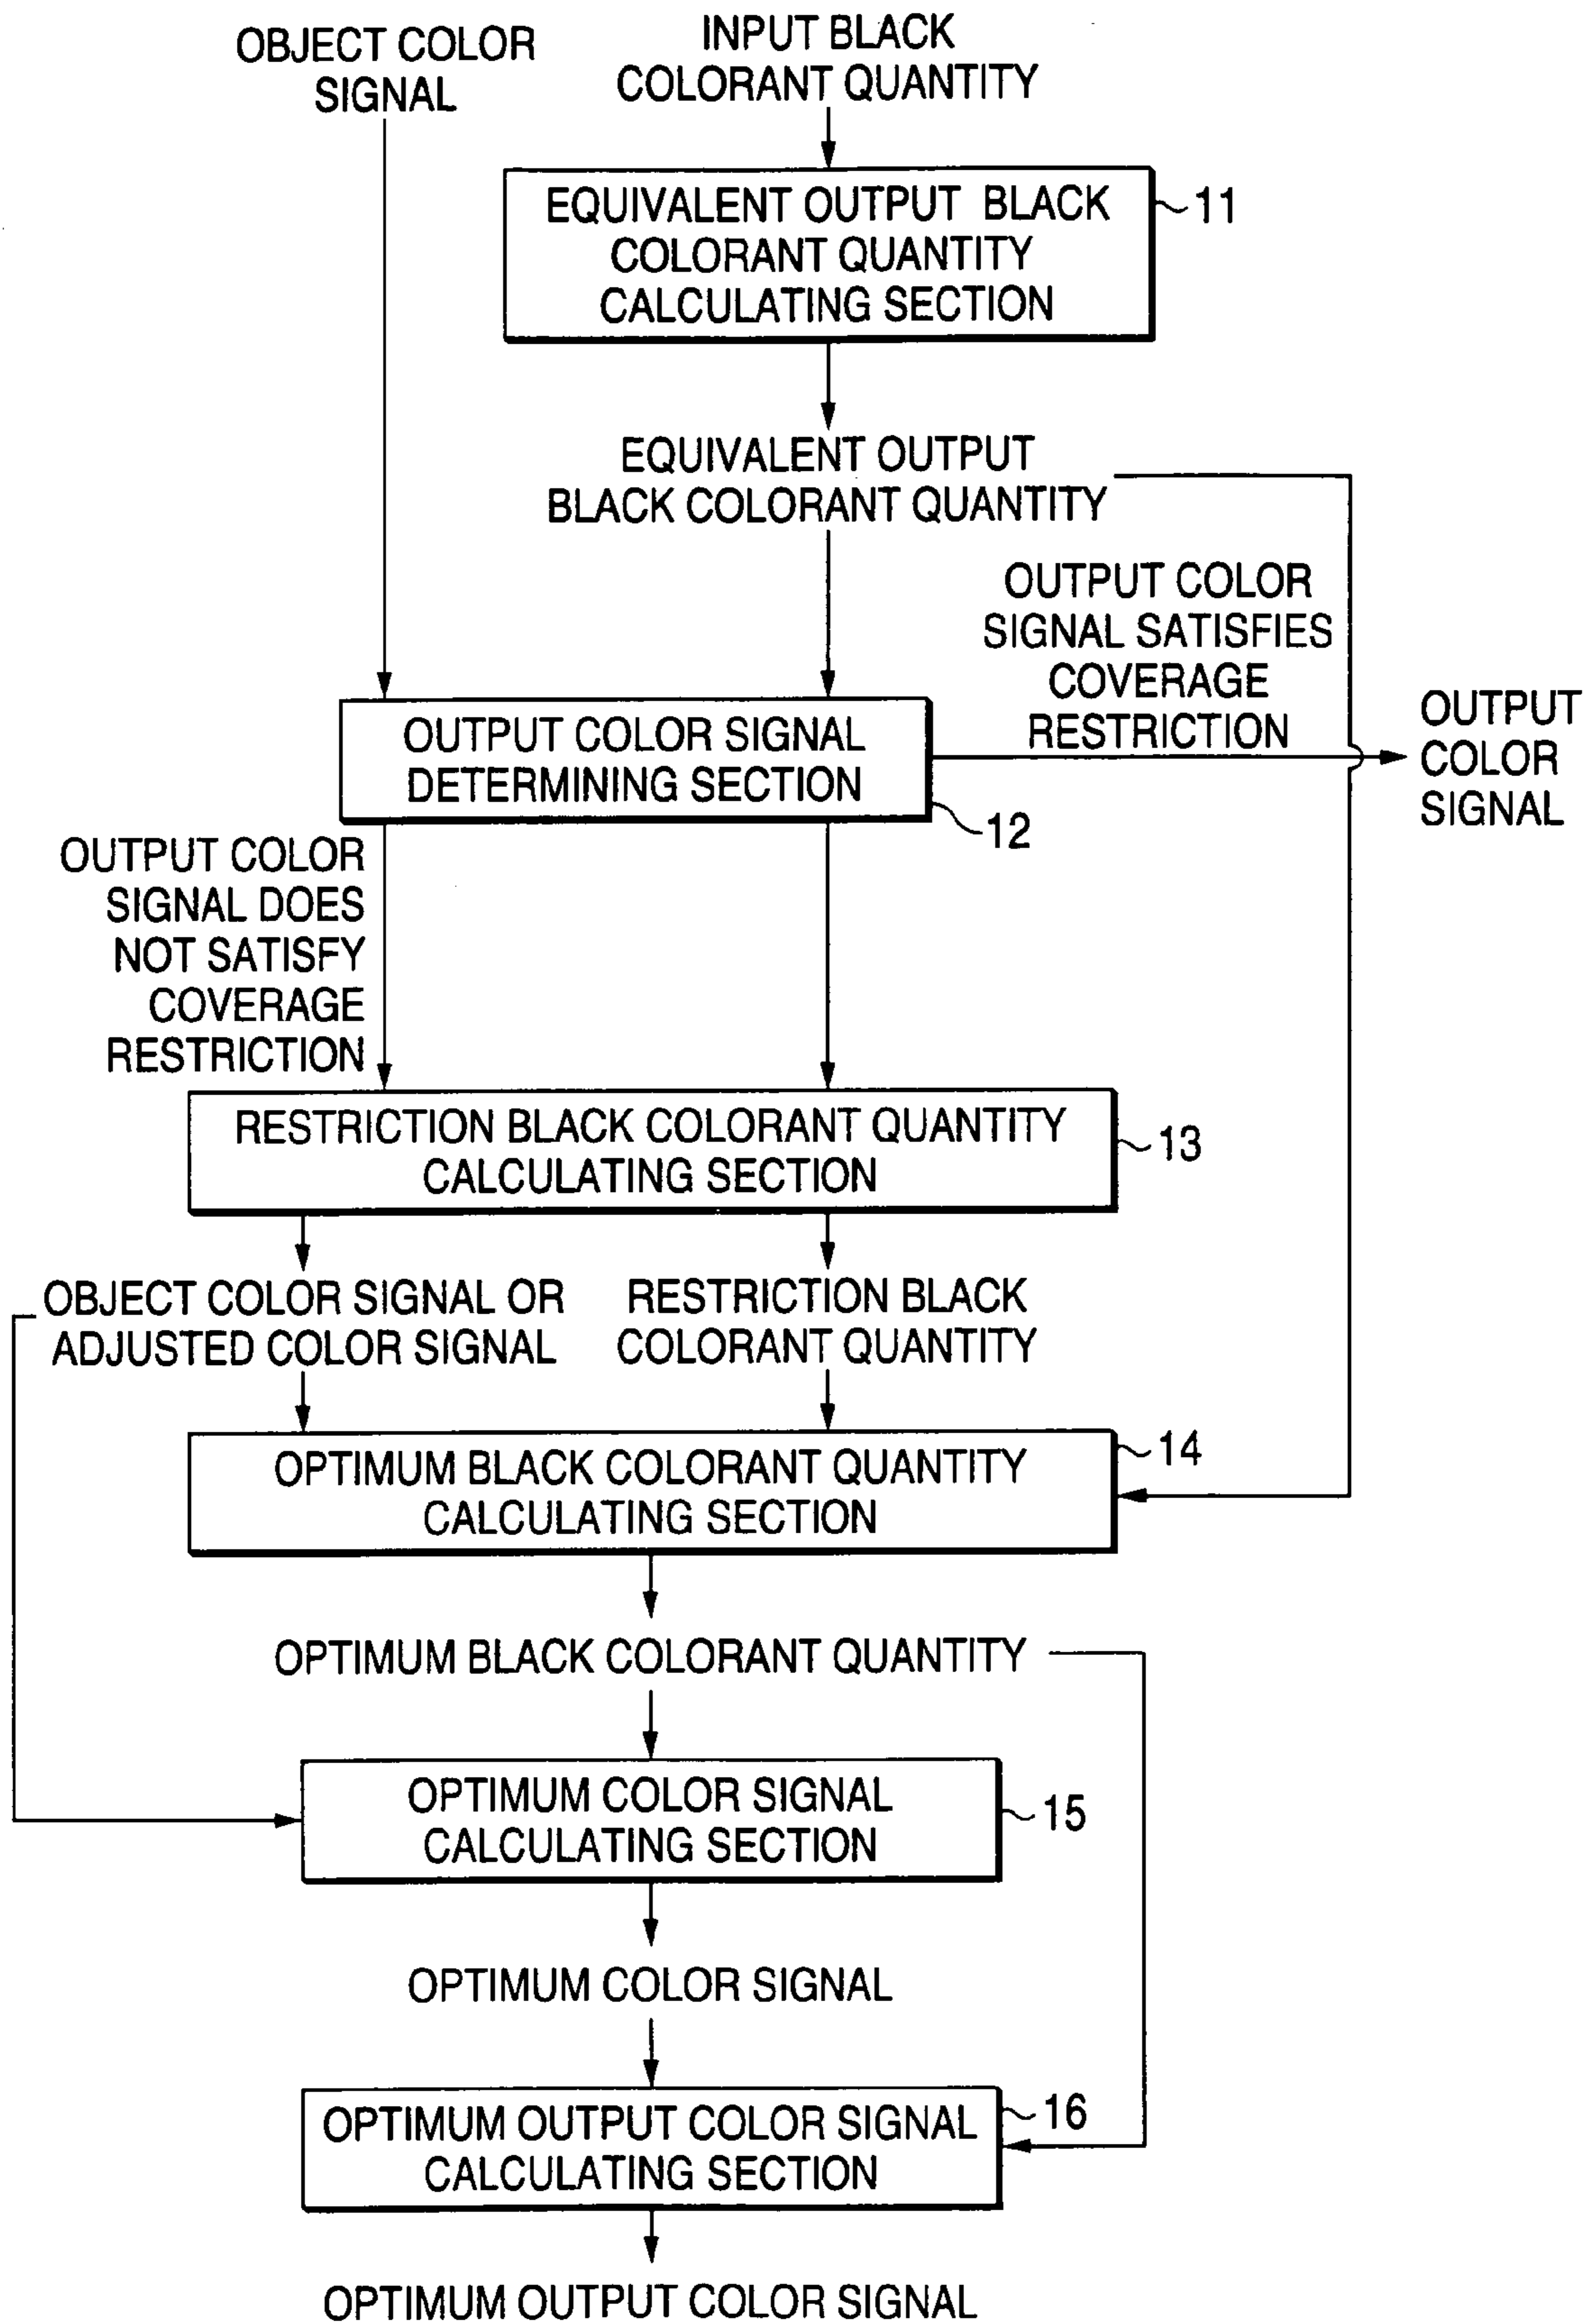 OBJECT COLOR
SIGNAL
INPUT BLACK
COLORANT QUANTITY
EQUIVALENT OUTPUT BLACK
COLORANT QUANTITY
CALCULATING SECTION
11
EQUIVALENT OUTPUT
BLACK COLORANT QUANTITY
OUTPUT COLOR
SIGNAL SATISFIES
COVERAGE
RESTRICTION
OUTPUT
COLOR
SIGNAL
OUTPUT COLOR SIGNAL
DETERMINING SECTION
12
OUTPUT COLOR
SIGNAL DOES
NOT SATISFY
COVERAGE
RESTRICTION
RESTRICTION BLACK COLORANT QUANTITY
CALCULATING SECTION
13
OBJECT COLOR SIGNAL OR
ADJUSTED COLOR SIGNAL
RESTRICTION BLACK
COLORANT QUANTITY
OPTIMUM BLACK COLORANT QUANTITY
CALCULATING SECTION
14
OPTIMUM BLACK COLORANT QUANTITY
OPTIMUM COLOR SIGNAL
CALCULATING SECTION
15
OPTIMUM COLOR SIGNAL
OPTIMUM OUTPUT COLOR SIGNAL
CALCULATING SECTION
16
OPTIMUM OUTPUT COLOR SIGNAL